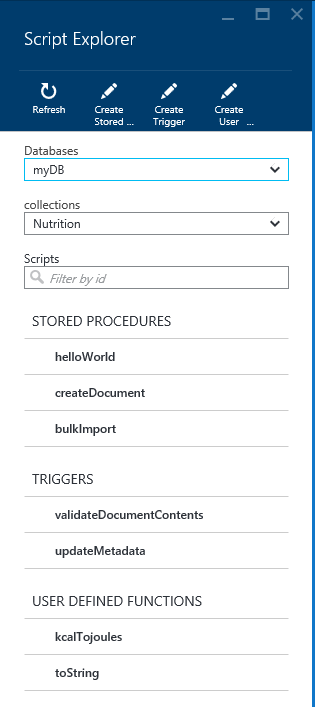 Script Explorer
Refresh
Create
Stored ...
Create
Trigger
Create
User ...
Databases
myDB
collections
Nutrition
Scripts
Filter by id
STORED PROCEDURES
helloWorld
createDocument
bulkImport
TRIGGERS
validateDocumentContents
updateMetadata
USER DEFINED FUNCTIONS
kcalTojoules
toString